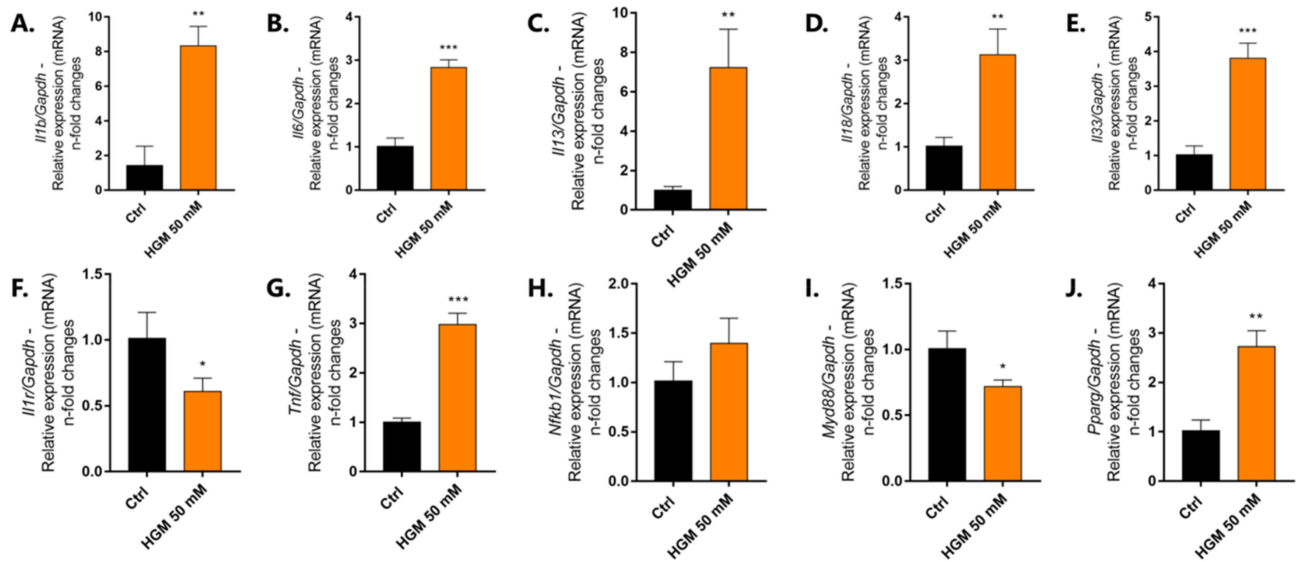 A.
Il1b/Gapdh -
Relative expression (mRNA)
n-fold changes
10
8
6
4
2
0
**
Ctrl
HGM 50 mM
B.
Il6/Gapdh -
Relative expression (mRNA)
n-fold changes
4
3
2
1
0
***
Ctrl
HGM 50 mM
C.
Il13/Gapdh -
Relative expression (mRNA)
n-fold changes
10
8
6
4
2
0
**
Ctrl
HGM 50 mM
D.
Il18/Gapdh -
Relative expression (mRNA)
n-fold changes
4
3
2
1
0
**
Ctrl
HGM 50 mM
E.
Il33/Gapdh -
Relative expression (mRNA)
n-fold changes
5
4
3
2
1
0
***
Ctrl
HGM 50 mM
F.
Il1r/Gapdh -
Relative expression (mRNA)
n-fold changes
1.5
1.0
0.5
0.0
*
Ctrl
HGM 50 mM
G.
Tnf/Gapdh -
Relative expression (mRNA)
n-fold changes
4
3
2
1
0
***
Ctrl
HGM 50 mM
H.
Nfkb1/Gapdh -
Relative expression (mRNA)
n-fold changes
2.0
1.5
1.0
0.5
0.0
Ctrl
HGM 50 mM
I.
Myd88/Gapdh -
Relative expression (mRNA)
n-fold changes
1.5
1.0
0.5
0.0
*
Ctrl
HGM 50 mM
J.
Pparg/Gapdh -
Relative expression (mRNA)
n-fold changes
4
3
2
1
0
**
Ctrl
HGM 50 mM